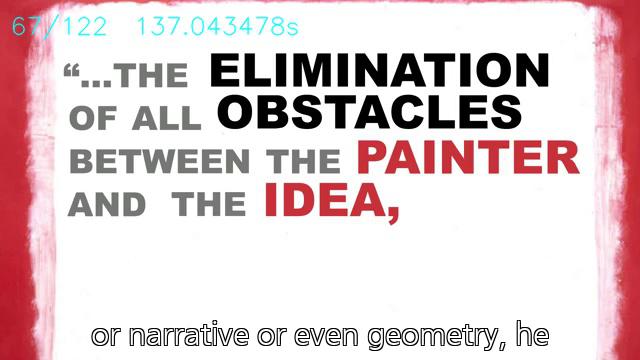 67/122 137.043478s
“...THE ELIMINATION
OF ALL OBSTACLES
BETWEEN THE PAINTER
AND THE IDEA,
or narrative or even geometry, he